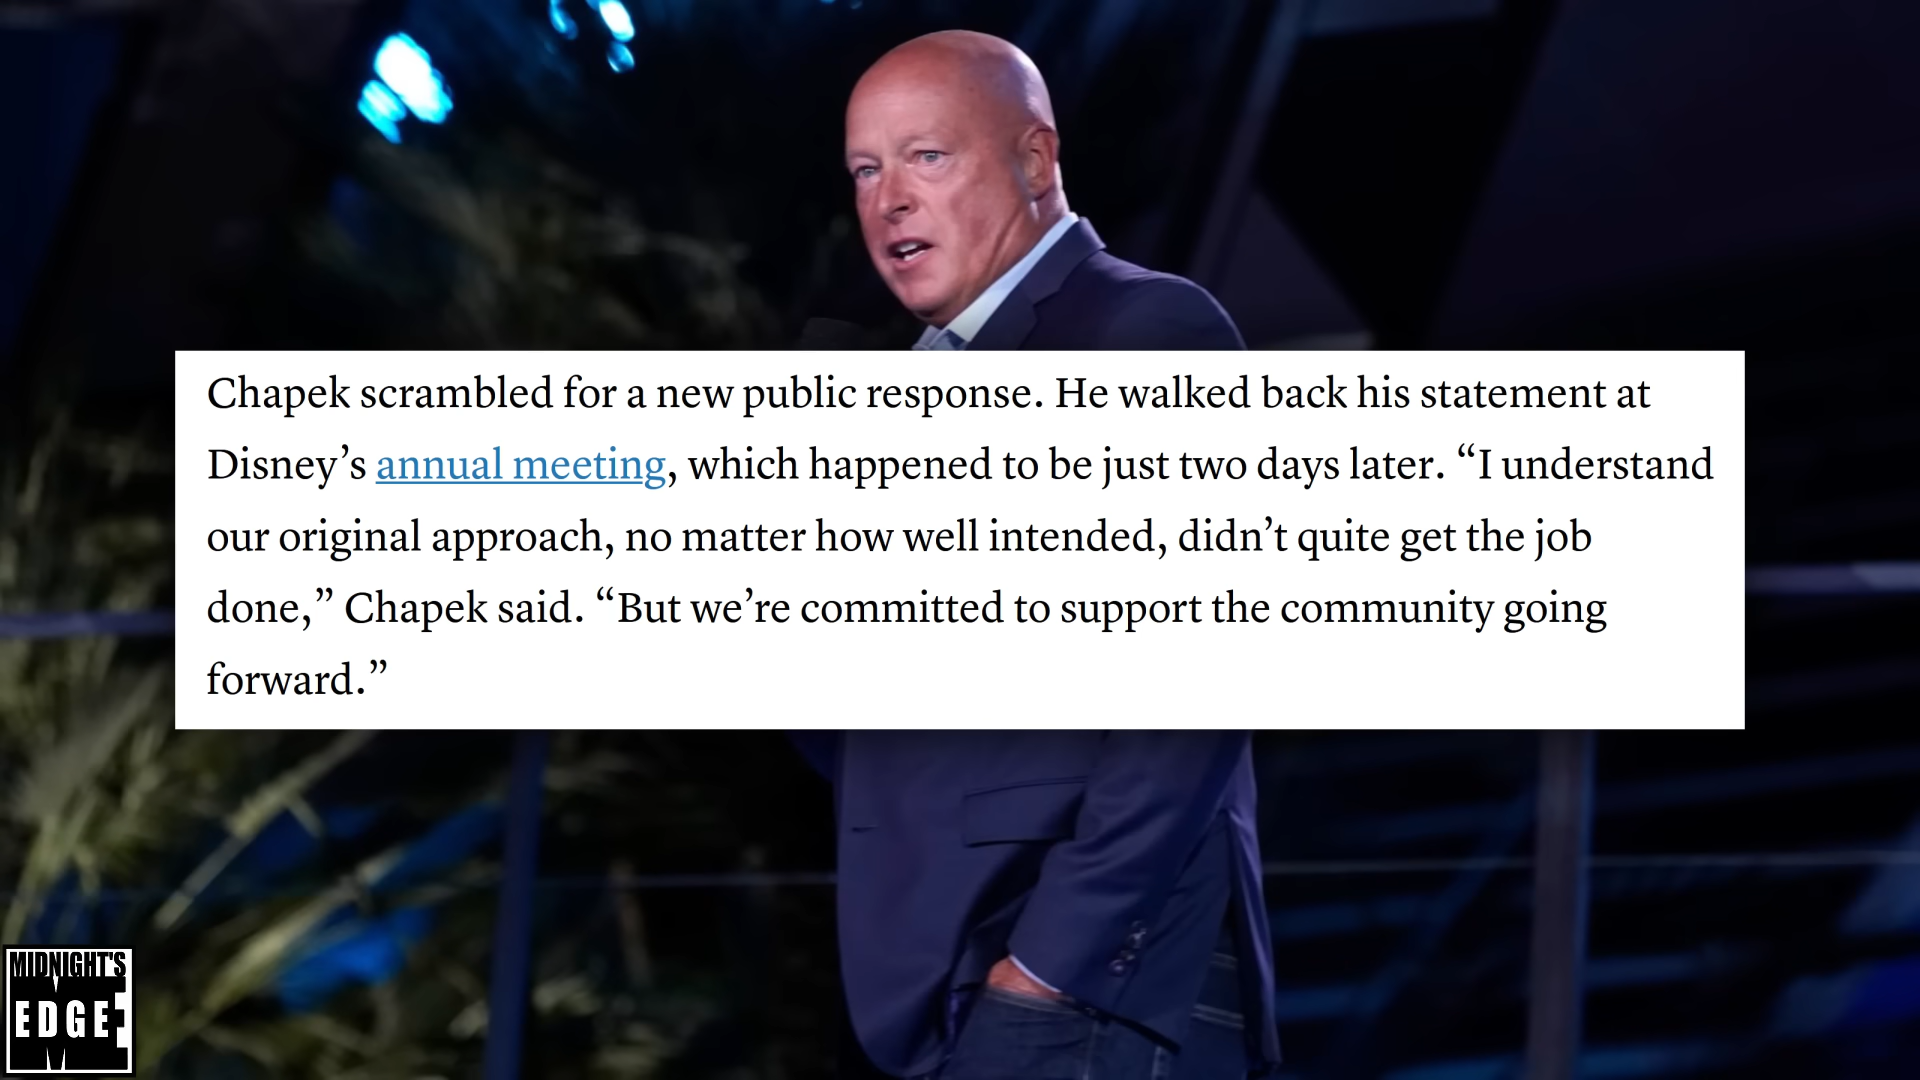 Chapek scrambled for a new public response. He walked back his statement at
Disney’s annual meeting, which happened to be just two days later. “I understand
our original approach, no matter how well intended, didn’t quite get the job
done,” Chapek said. “But we’re committed to support the community going
forward.”
MIDNIGHT'S
EDGE